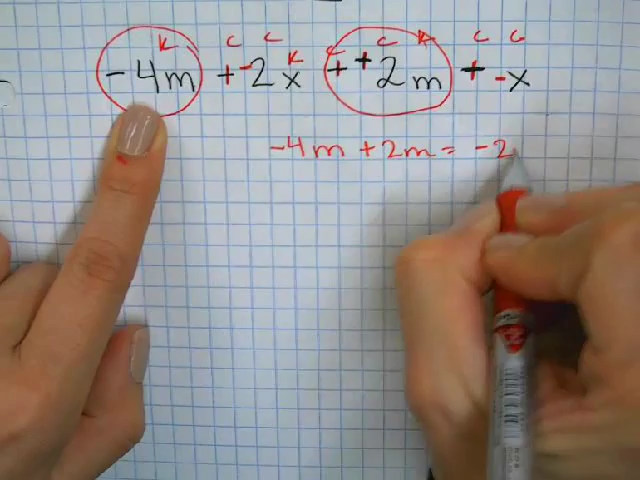 K C C K C C K C C
- 4m + -2x + +2m + -x
-4m +2m = -2